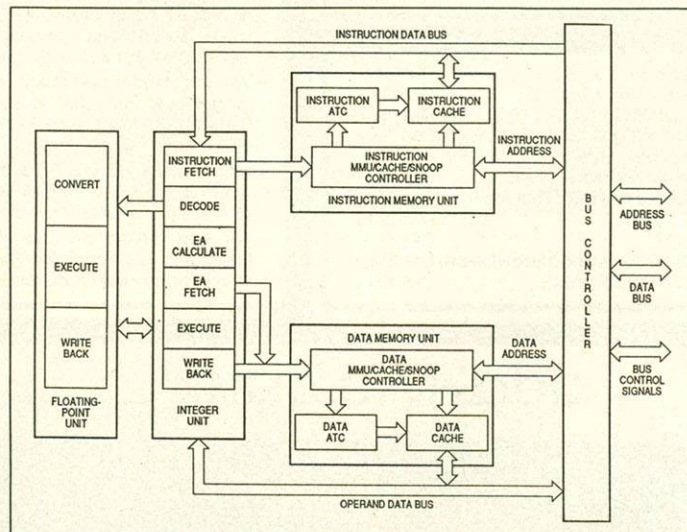 INSTRUCTION DATA BUS
INSTRUCTION
ATC
INSTRUCTION
CACHE
INSTRUCTION
MMU/CACHE/SNOOP
CONTROLLER
INSTRUCTION MEMORY UNIT
INSTRUCTION
ADDRESS
CONVERT
EXECUTE
WRITE
BACK
FLOATING-
POINT
UNIT
INSTRUCTION
FETCH
DECODE
EA
CALCULATE
EA
FETCH
EXECUTE
WRITE
BACK
INTEGER
UNIT
DATA MEMORY UNIT
DATA
MMU/CACHE/SNOOP
CONTROLLER
DATA
ATC
DATA
CACHE
DATA
ADDRESS
OPERAND DATA BUS
BUS CONTROLLER
ADDRESS
BUS
DATA
BUS
BUS
CONTROL
SIGNALS